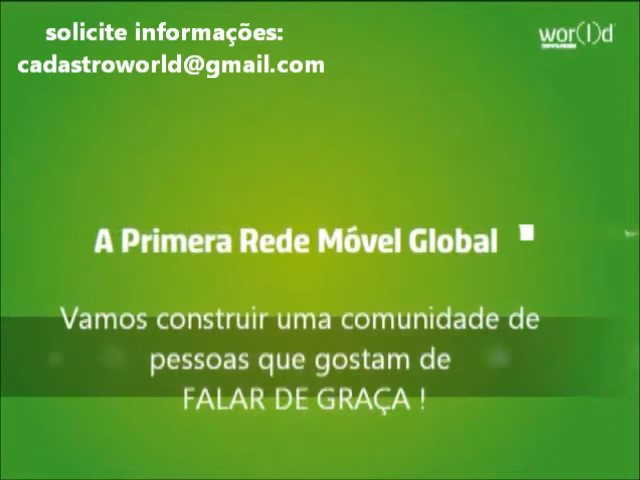 solicite informações:
cadastroworld@gmail.com
wor(l)d
A Primera Rede Móvel Global
Vamos construir uma comunidade de
pessoas que gostam de
FALAR DE GRAÇA !